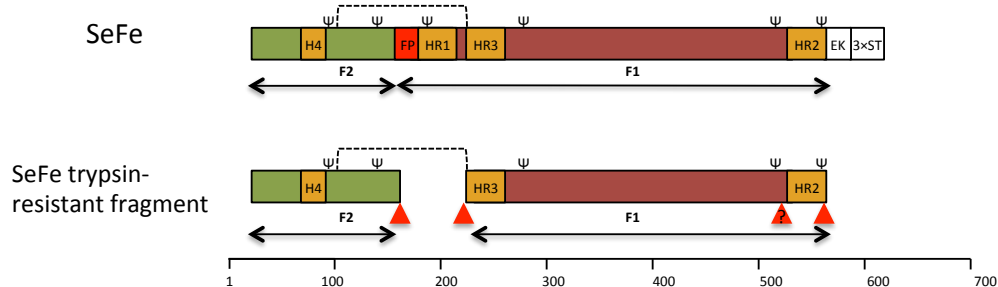 SeFe
Ψ Ψ Ψ Ψ Ψ Ψ
H4 FP HR1 HR3 HR2 EK 3×ST
F2 F1
SeFe trypsin-
resistant fragment
Ψ Ψ Ψ Ψ Ψ
H4 HR3 HR2
?
F2 F1
1 100 200 300 400 500 600 700